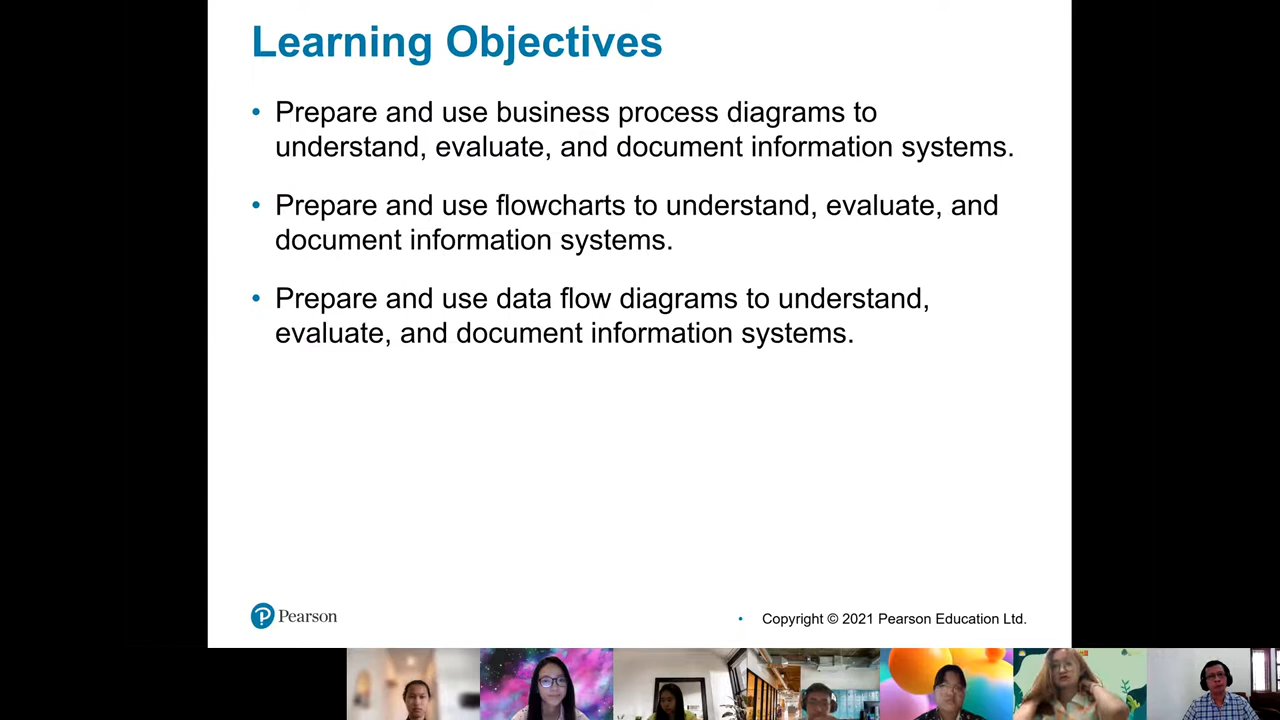 Learning Objectives
• Prepare and use business process diagrams to
understand, evaluate, and document information systems.
• Prepare and use flowcharts to understand, evaluate, and
document information systems.
• Prepare and use data flow diagrams to understand,
evaluate, and document information systems.
P Pearson
• Copyright © 2021 Pearson Education Ltd.